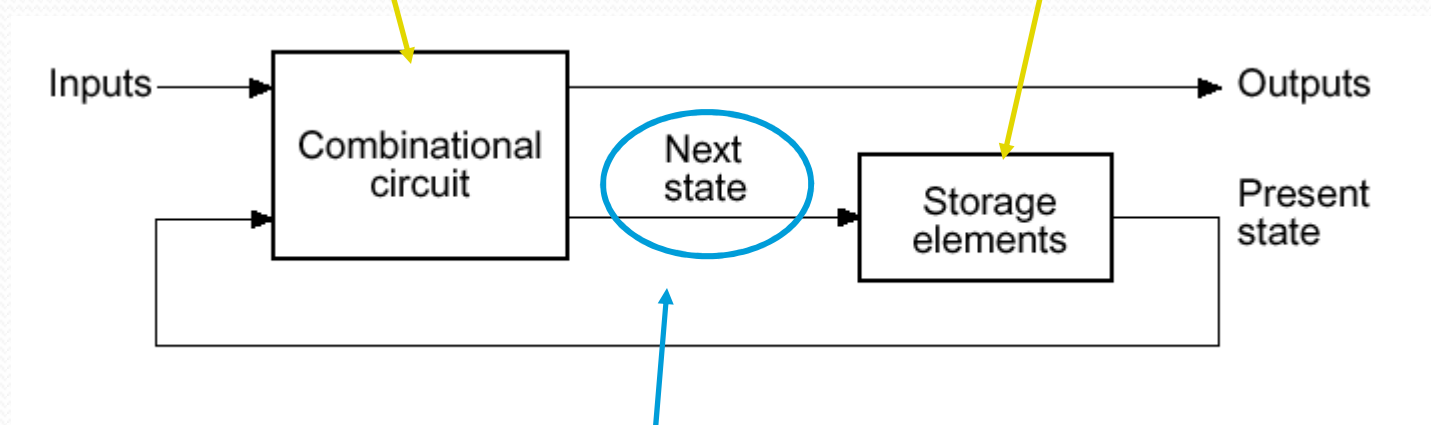 Inputs
Combinational
circuit
Next
state
Storage
elements
Outputs
Present
state